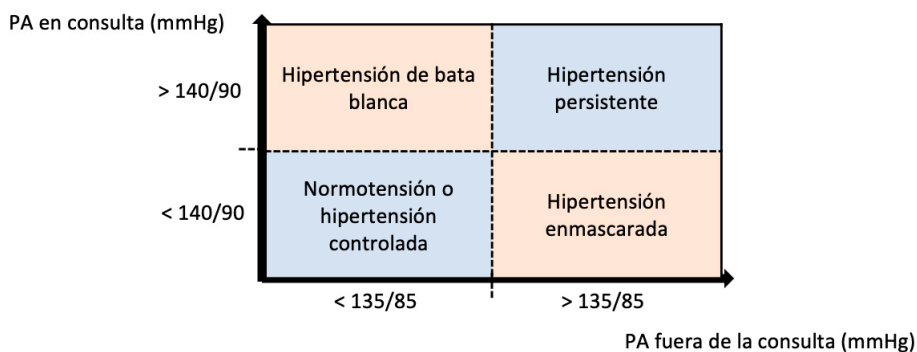 PA en consulta (mmHg)
> 140/90
Hipertensión de bata
blanca
Hipertensión
persistente
< 140/90
Normotensión o
hipertensión
controlada
Hipertensión
enmascarada
< 135/85
> 135/85
PA fuera de la consulta (mmHg)